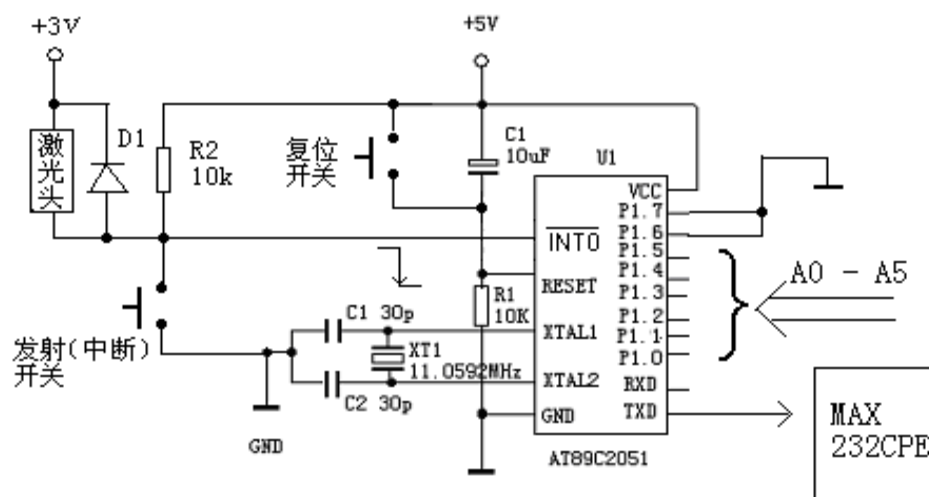 +3V
+5V
激光头
D1
R2
10k
复位
开关
C1
10uF
U1
VCC
P1.7
P1.6
P1.5
P1.4
P1.3
P1.2
P1.1
P1.0
RXD
TXD
INT0
RESET
XTAL1
XTAL2
GND
AT89C2051
A0 - A5
R1
10K
发射(中断)
开关
C1 30p
XT1
11.0592MHz
C2 30p
GND
MAX
232CPE